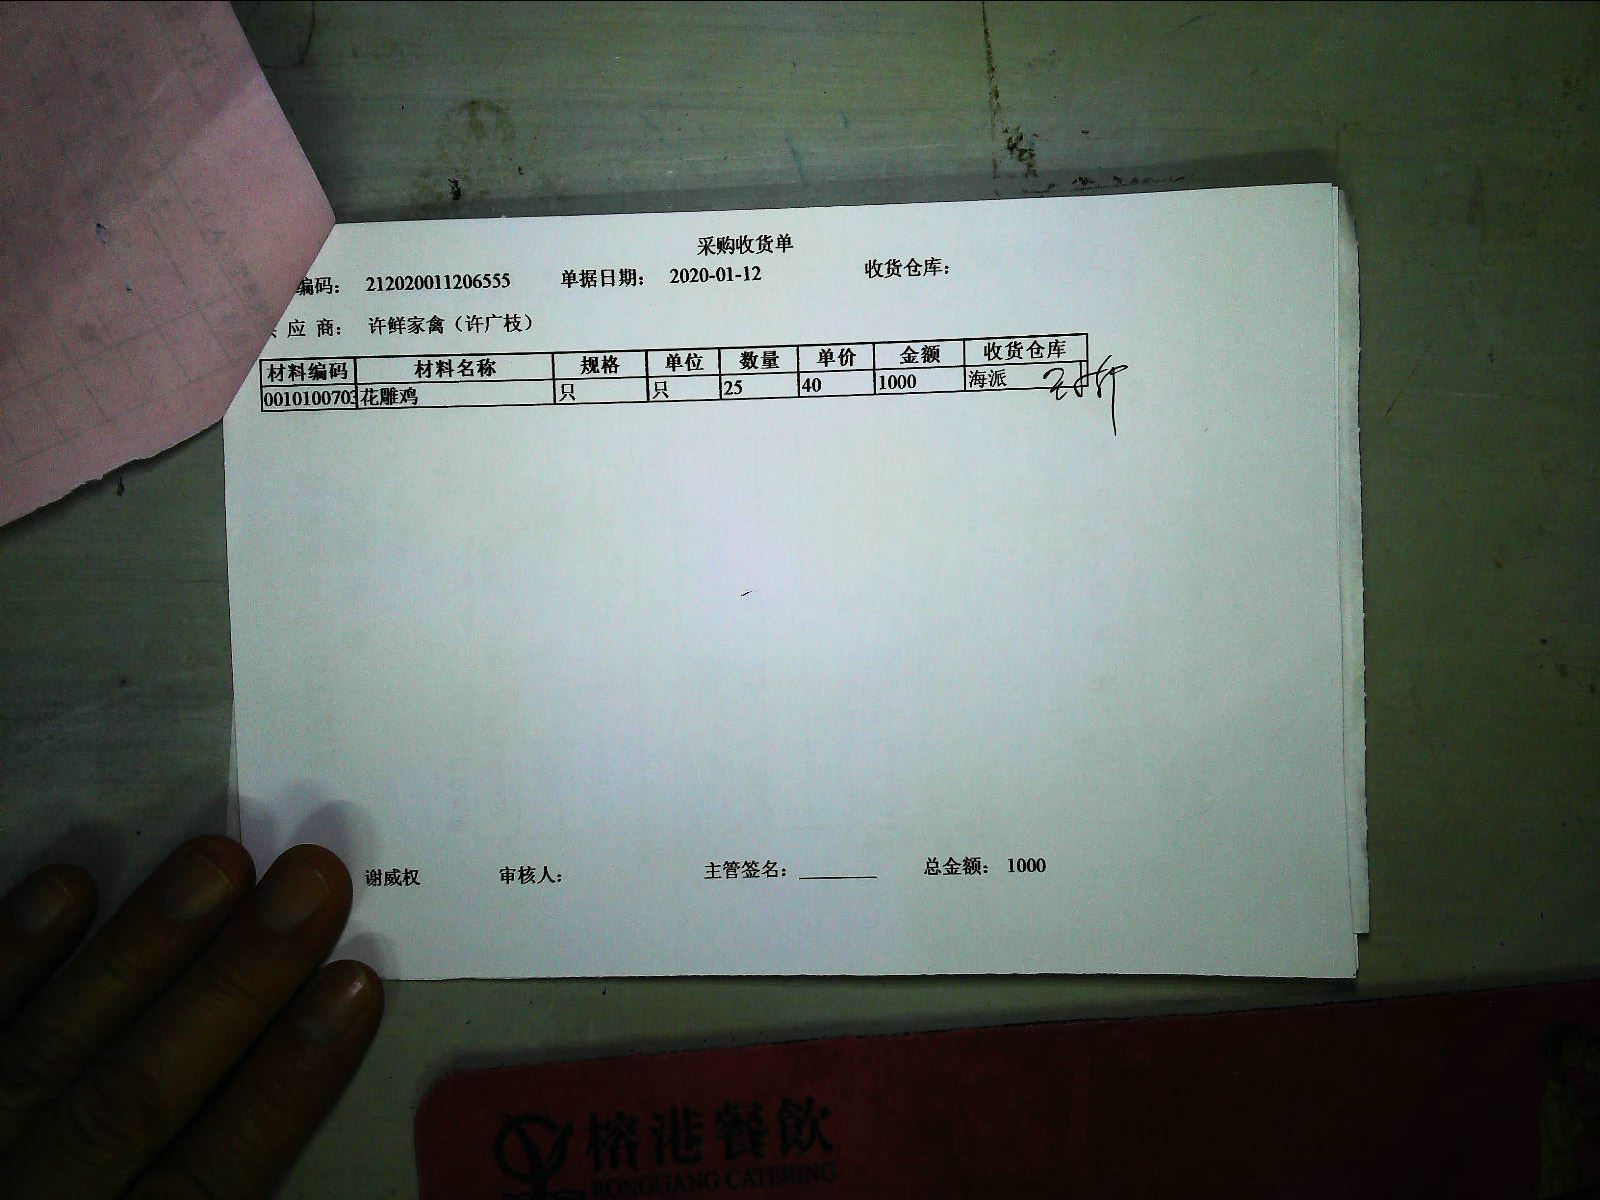 采购收货单
编码： 212020011206555 单据日期： 2020-01-12 收货仓库：
应 商： 许鲜家禽（许广枝）
材料编码 材料名称 规格 单位 数量 单价 金额 收货仓库
0010100703 花雕鸡 只 只 25 40 1000 海派
谢威权 审核人： 主管签名： 总金额： 1000
榕港餐飲
RONGGANG CATERING